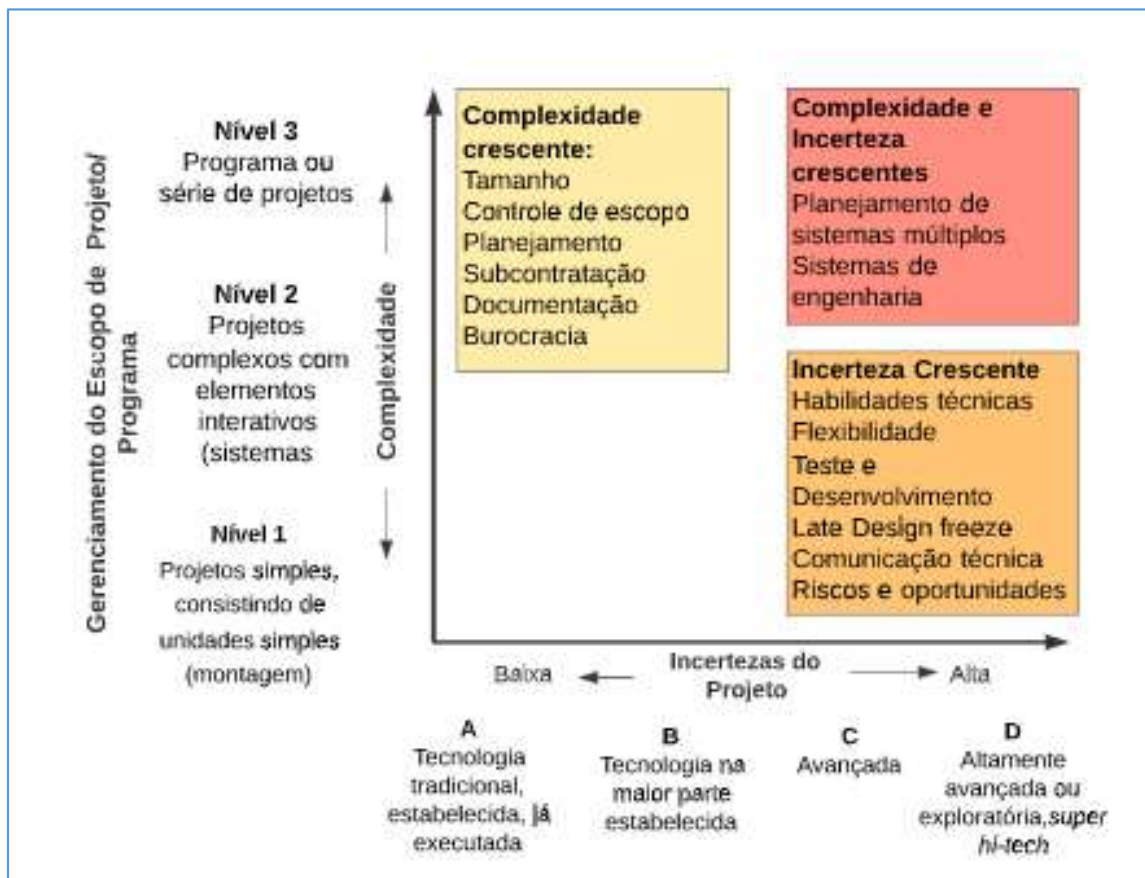 Gerenciamento do Escopo de Projeto/
Programa
Nível 3
Programa ou
série de projetos
Nível 2
Projetos
complexos com
elementos
interativos
(sistemas
Nível 1
Projetos simples,
consistindo de
unidades simples
(montagem)
Complexidade
Complexidade
crescente:
Tamanho
Controle de escopo
Planejamento
Subcontratação
Documentação
Burocracia
Complexidade e
Incerteza
crescentes
Planejamento de
sistemas múltiplos
Sistemas de
engenharia
Incerteza Crescente
Habilidades técnicas
Flexibilidade
Teste e
Desenvolvimento
Late Design freeze
Comunicação técnica
Riscos e oportunidades
Baixa
Incertezas do
Projeto
Alta
A
Tecnologia
tradicional,
estabelecida, já
executada
B
Tecnologia na
maior parte
estabelecida
C
Avançada
D
Altamente
avançada ou
exploratória,super
hi-tech